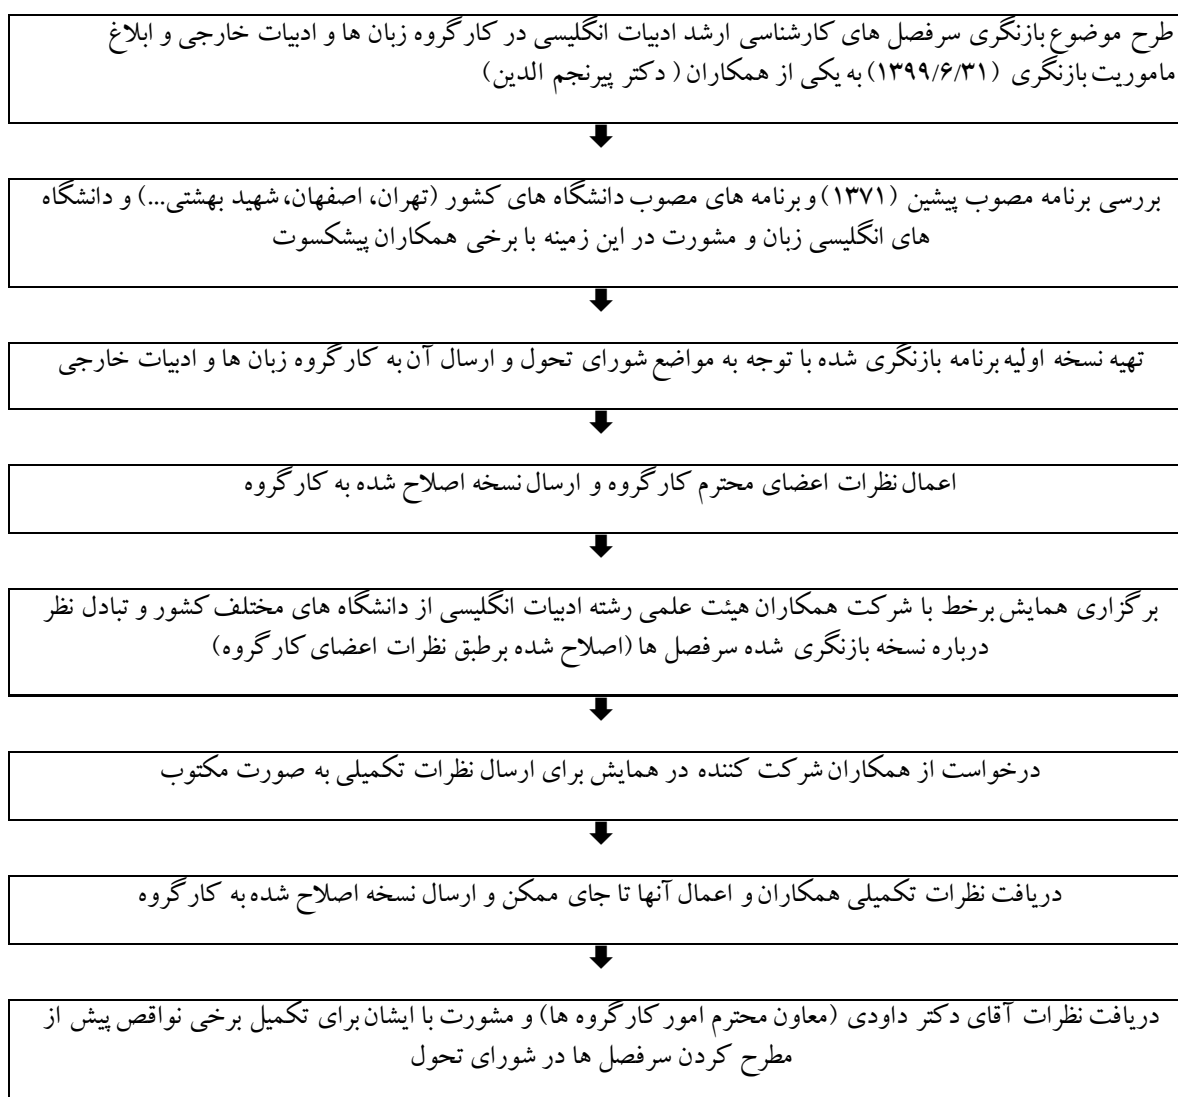 طرح موضوع بازنگری سرفصل های کارشناسی ارشد ادبیات انگلیسی در کارگروه زبان ها و ادبیات خارجی و ابلاغ
ماموریت بازنگری (۱۳۹۹/۶/۳۱) به یکی از همکاران ( دکتر پیرنجم الدین)
بررسی برنامه مصوب پیشین (۱۳۷۱) و برنامه های مصوب دانشگاه های کشور (تهران، اصفهان، شهید بهشتی...) و دانشگاه
های انگلیسی زبان و مشورت در این زمینه با برخی همکاران پیشکسوت
تهیه نسخه اولیه برنامه بازنگری شده با توجه به مواضع شورای تحول و ارسال آن به کارگروه زبان ها و ادبیات خارجی
اعمال نظرات اعضای محترم کارگروه و ارسال نسخه اصلاح شده به کارگروه
برگزاری همایش برخط با شرکت همکاران هیئت علمی رشته ادبیات انگلیسی از دانشگاه های مختلف کشور و تبادل نظر
درباره نسخه بازنگری شده سرفصل ها (اصلاح شده برطبق نظرات اعضای کارگروه)
درخواست از همکاران شرکت کننده در همایش برای ارسال نظرات تکمیلی به صورت مکتوب
دریافت نظرات تکمیلی همکاران و اعمال آنها تا جای ممکن و ارسال نسخه اصلاح شده به کارگروه
دریافت نظرات آقای دکتر داودی (معاون محترم امور کارگروه ها) و مشورت با ایشان برای تکمیل برخی نواقص پیش از
مطرح کردن سرفصل ها در شورای تحول